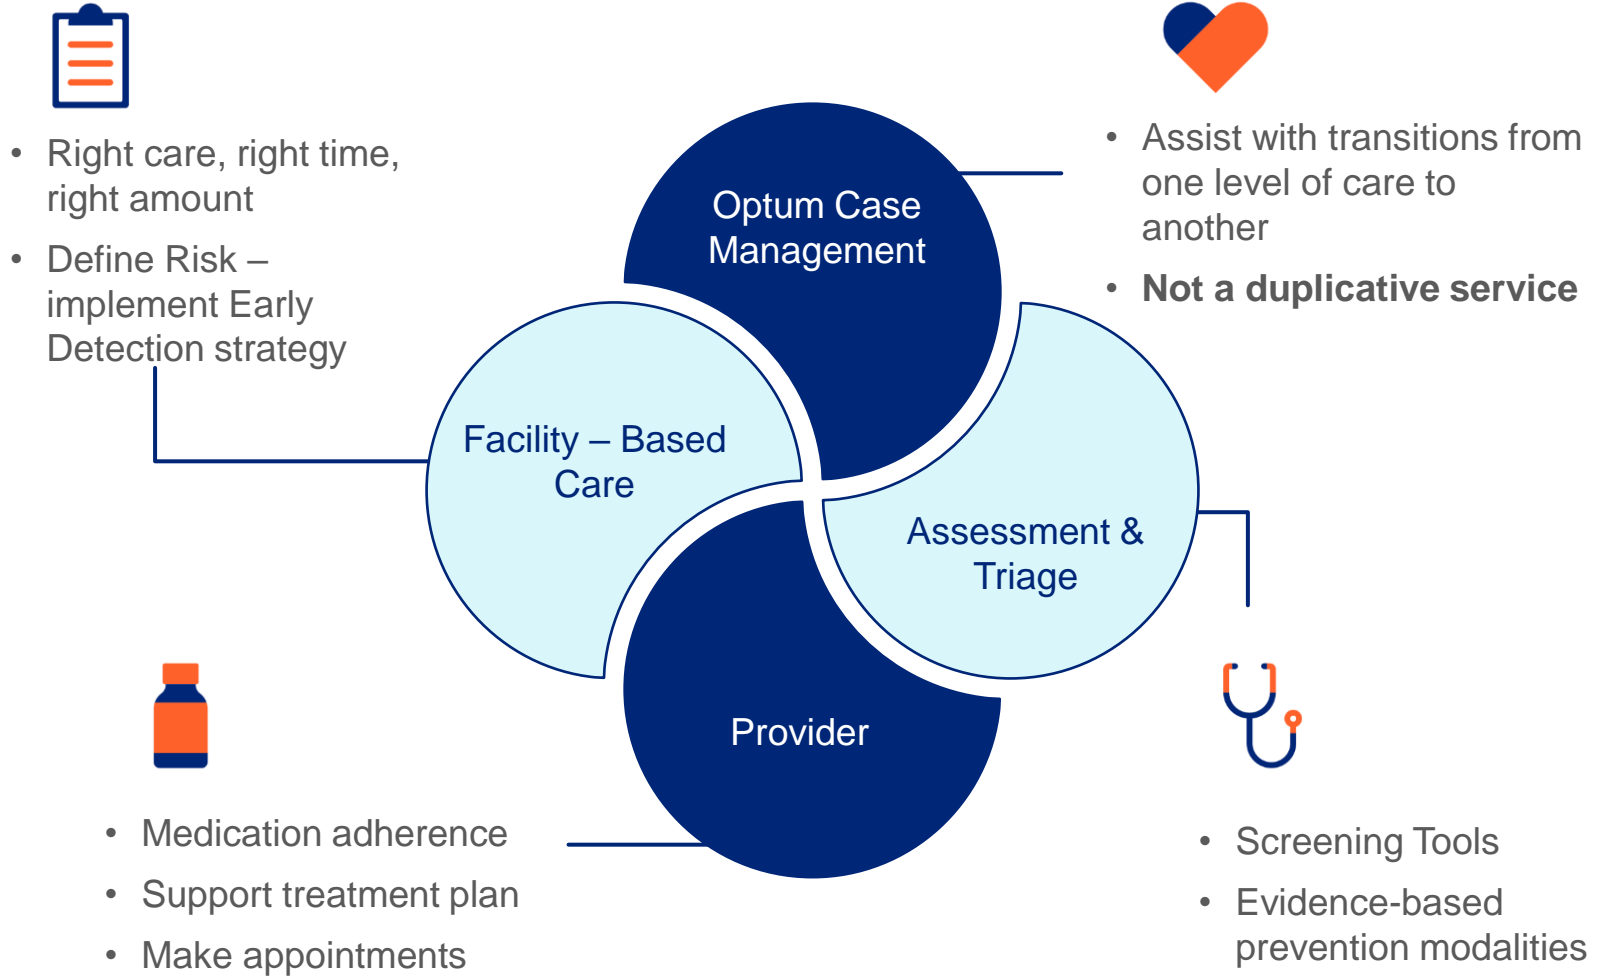 • Right care, right time,
right amount
• Define Risk –
implement Early
Detection strategy
Optum Case
Management
• Assist with transitions from
one level of care to
another
• Not a duplicative service
Facility – Based
Care
Assessment &
Triage
Provider
• Medication adherence
• Support treatment plan
• Make appointments
• Screening Tools
• Evidence-based
prevention modalities